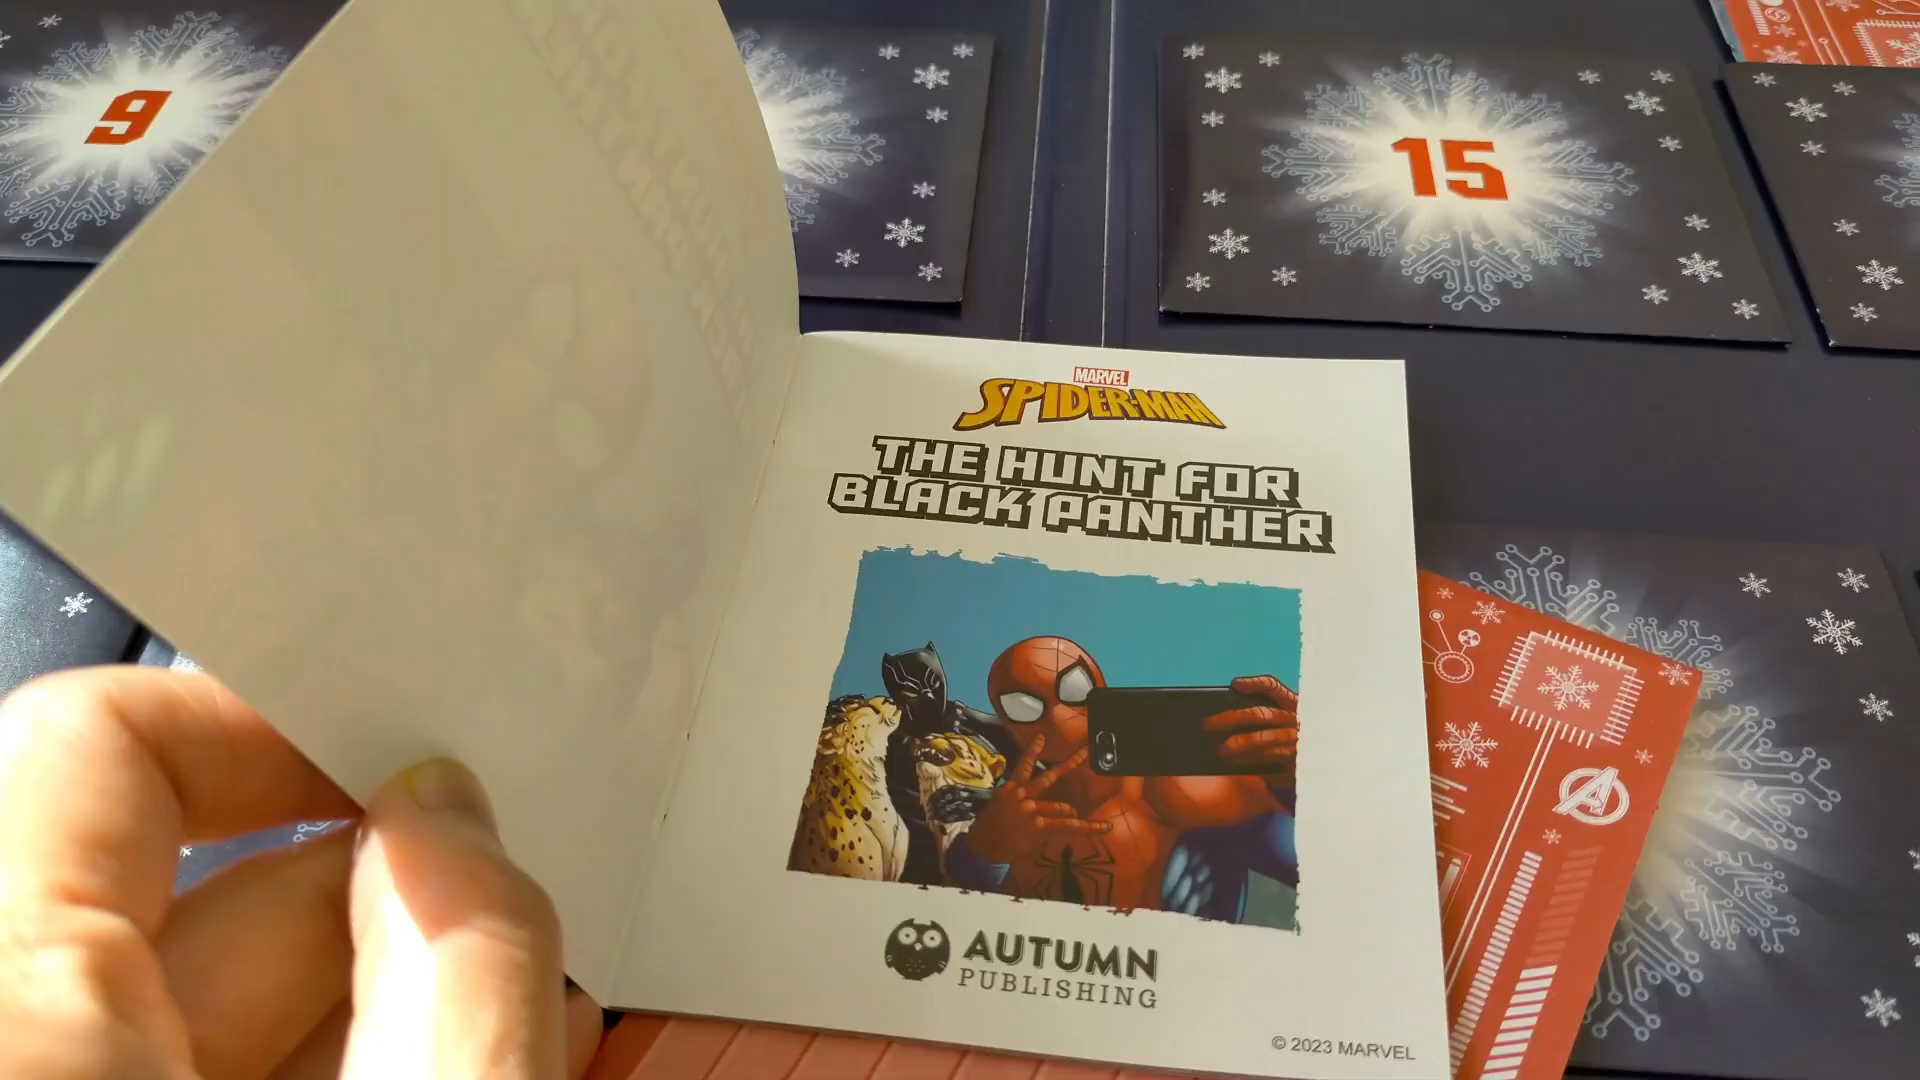 9
15
MARVEL
SPIDER-MAN
THE HUNT FOR
BLACK PANTHER
AUTUMN
PUBLISHING
© 2023 MARVEL